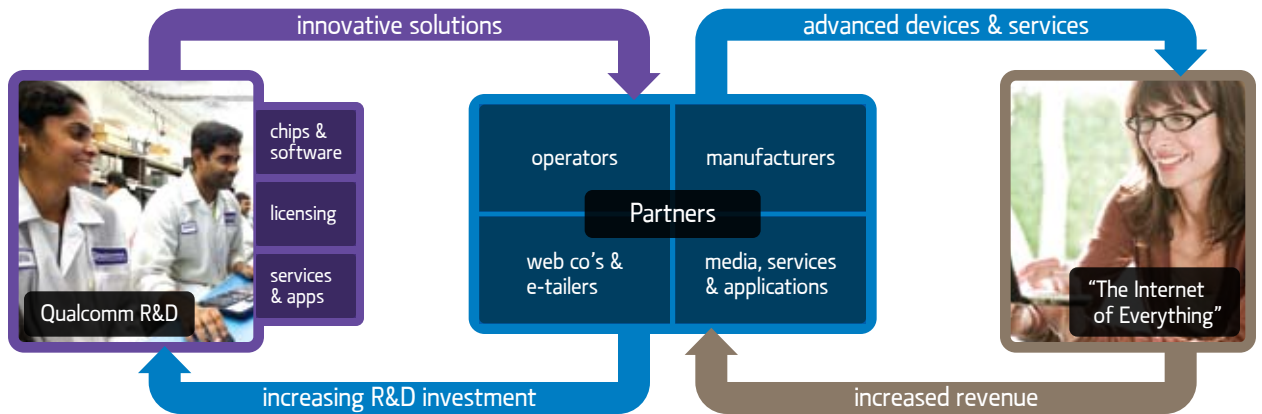 innovative solutions
advanced devices & services
chips &
software
licensing
services
& apps
Qualcomm R&D
operators
manufacturers
Partners
web co’s &
e-tailers
media, services
& applications
“The Internet
of Everything”
increasing R&D investment
increased revenue